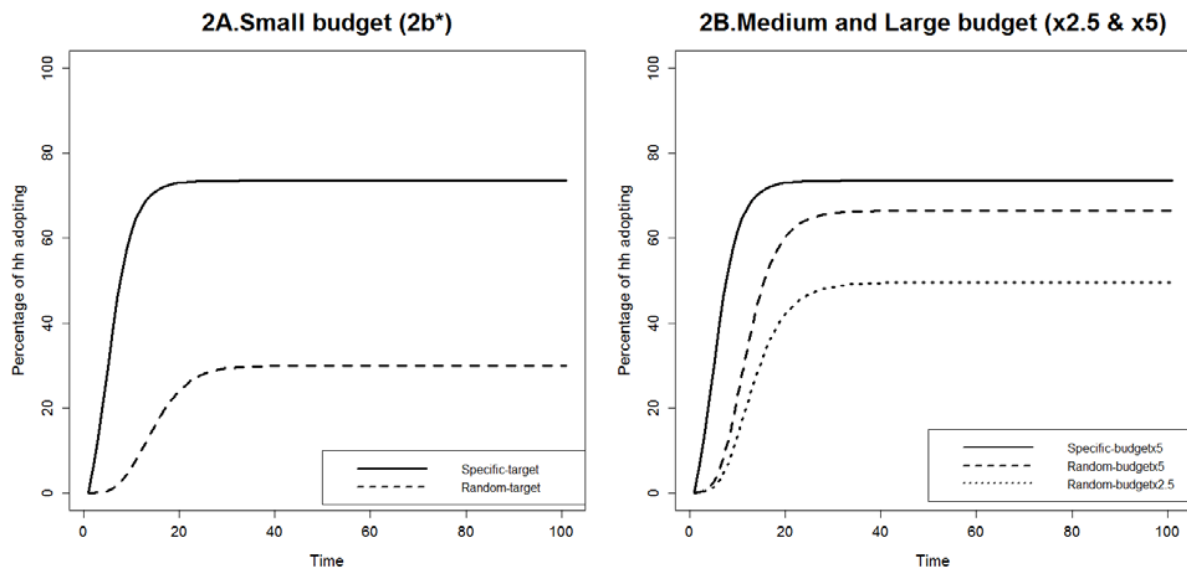 2A.Small budget (2b*)
Percentage of hh adopting
100
80
60
40
20
0
0 20 40 60 80 100
Time
Specific-target
Random-target
2B.Medium and Large budget (x2.5 & x5)
Percentage of hh adopting
100
80
60
40
20
0
0 20 40 60 80 100
Time
Specific-budgetx5
Random-budgetx5
Random-budgetx2.5